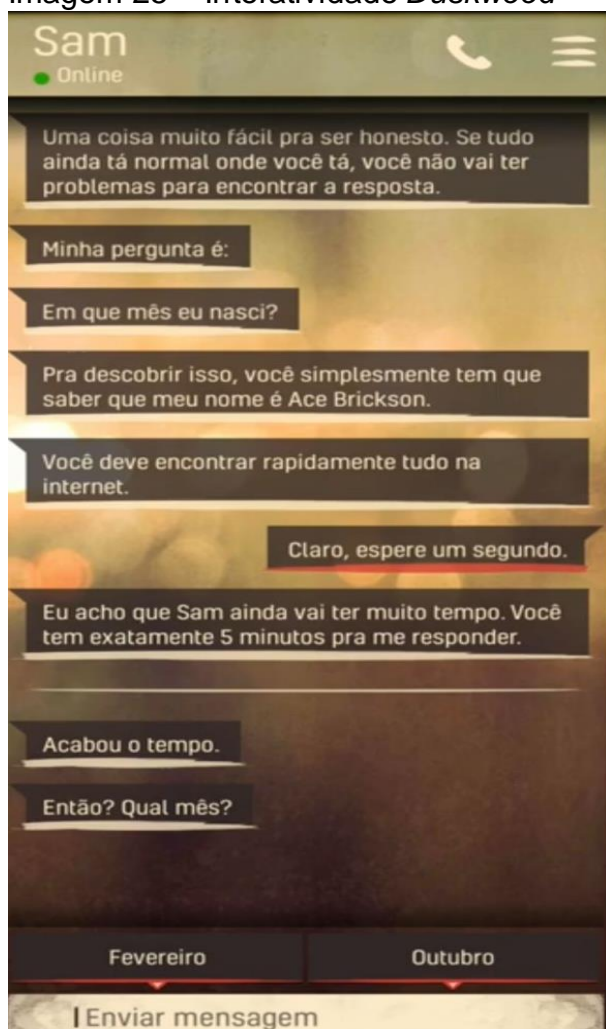 Imagem 25 – Interatividade Duskwood
Sam
Online
Uma coisa muito fácil pra ser honesto. Se tudo
ainda tá normal onde você tá, você não vai ter
problemas para encontrar a resposta.
Minha pergunta é:
Em que mês eu nasci?
Pra descobrir isso, você simplesmente tem que
saber que meu nome é Ace Brickson.
Você deve encontrar rapidamente tudo na
internet.
Claro, espere um segundo.
Eu acho que Sam ainda vai ter muito tempo. Você
tem exatamente 5 minutos pra me responder.
Acabou o tempo.
Então? Qual mês?
Fevereiro
Outubro
Enviar mensagem